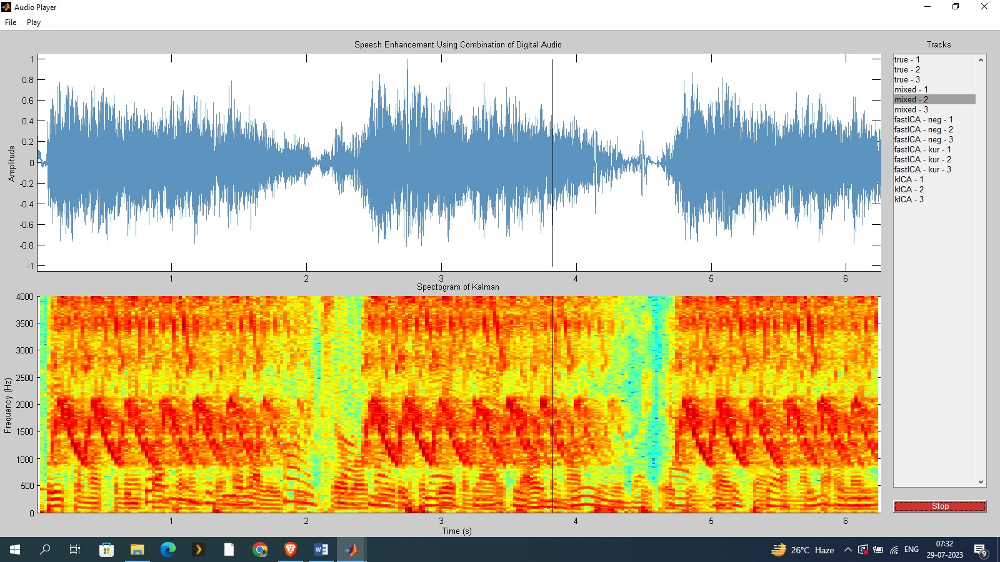 Audio Player
File Play
Speech Enhancement Using Combination of Digital Audio
Amplitude
1
0.8
0.6
0.4
0.2
0
-0.2
-0.4
-0.6
-0.8
-1
1 2 3 4 5 6
Spectogram of Kalman
Frequency (Hz)
4000
3500
3000
2500
2000
1500
1000
500
0
1 2 3 4 5 6
Time (s)
Tracks
true - 1
true - 2
true - 3
mixed - 1
mixed - 2
mixed - 3
fastICA - neg - 1
fastICA - neg - 2
fastICA - neg - 3
fastICA - kur - 1
fastICA - kur - 2
fastICA - kur - 3
kICA - 1
kICA - 2
kICA - 3
Stop
26°C Haze
ENG
07:32
29-07-2023
9